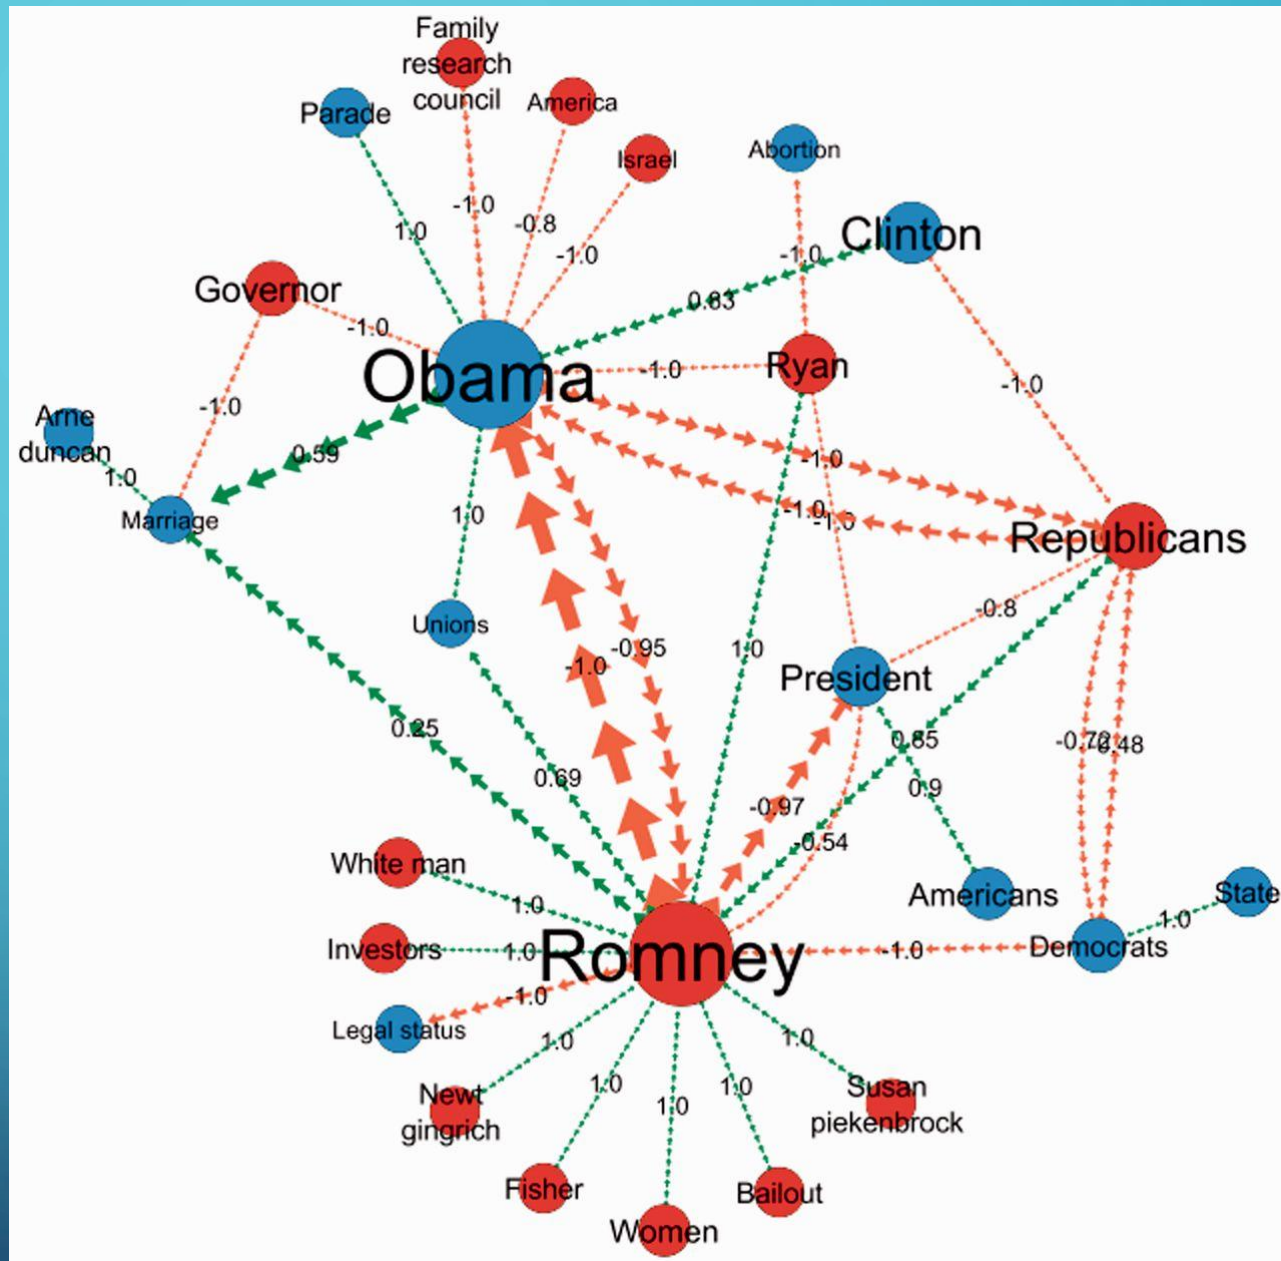 Family
research
council
America
Parade
Israel
Abortion
-1.0
-0.8
1.0
-1.0
-1.0
Clinton
Governor
0.83
-1.0
Obama
-1.0
Ryan
-1.0
-1.0
Arne
duncan
0.59
-1.0
1.0
Marriage
1.0
-1.0
-1.0
Republicans
Unions
-0.8
-0.95
1.0
-1.0
President
0.25
0.85
-0.72
0.69
0.9
-0.97
-0.54
White man
Americans
State
1.0
1.0
Investors
1.0
Romney
-1.0
Democrats
-1.0
Legal status
1.0
1.0
1.0
1.0
1.0
Newt
gingrich
Susan
piekenbrock
Fisher
Bailout
Women